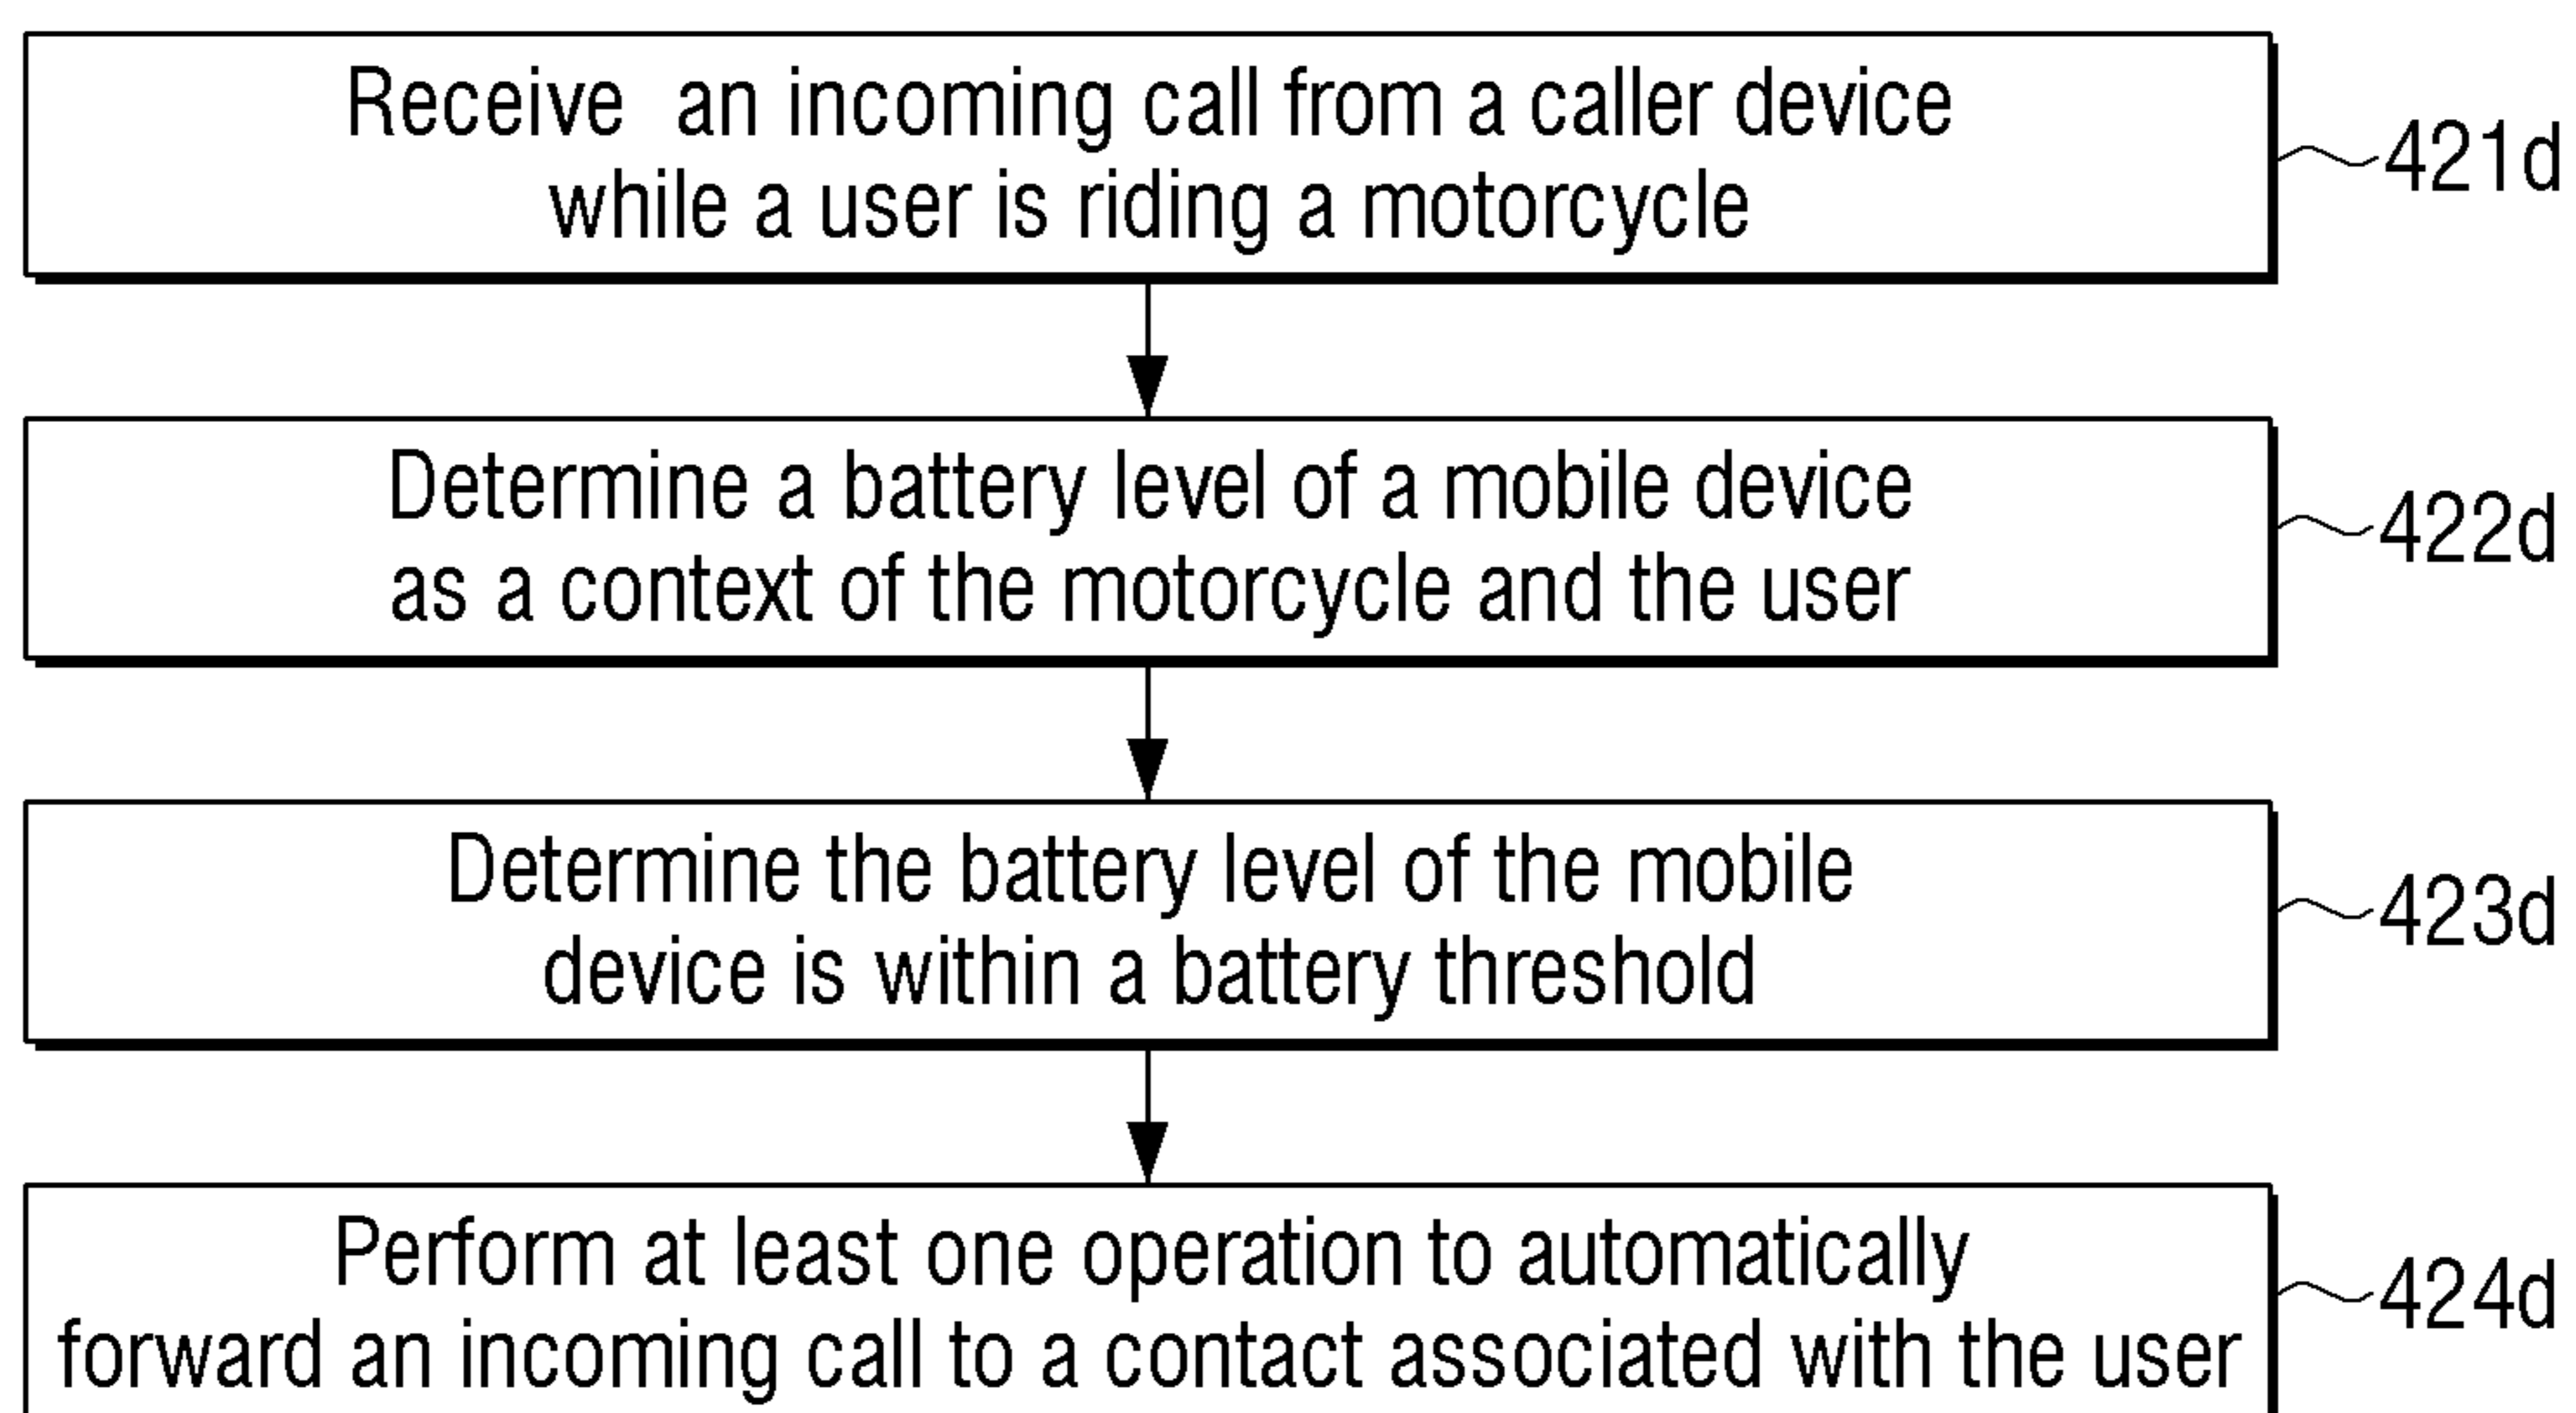 Receive an incoming call from a caller device
while a user is riding a motorcycle
421d
Determine a battery level of a mobile device
as a context of the motorcycle and the user
422d
Determine the battery level of the mobile
device is within a battery threshold
423d
Perform at least one operation to automatically
forward an incoming call to a contact associated with the user
424d